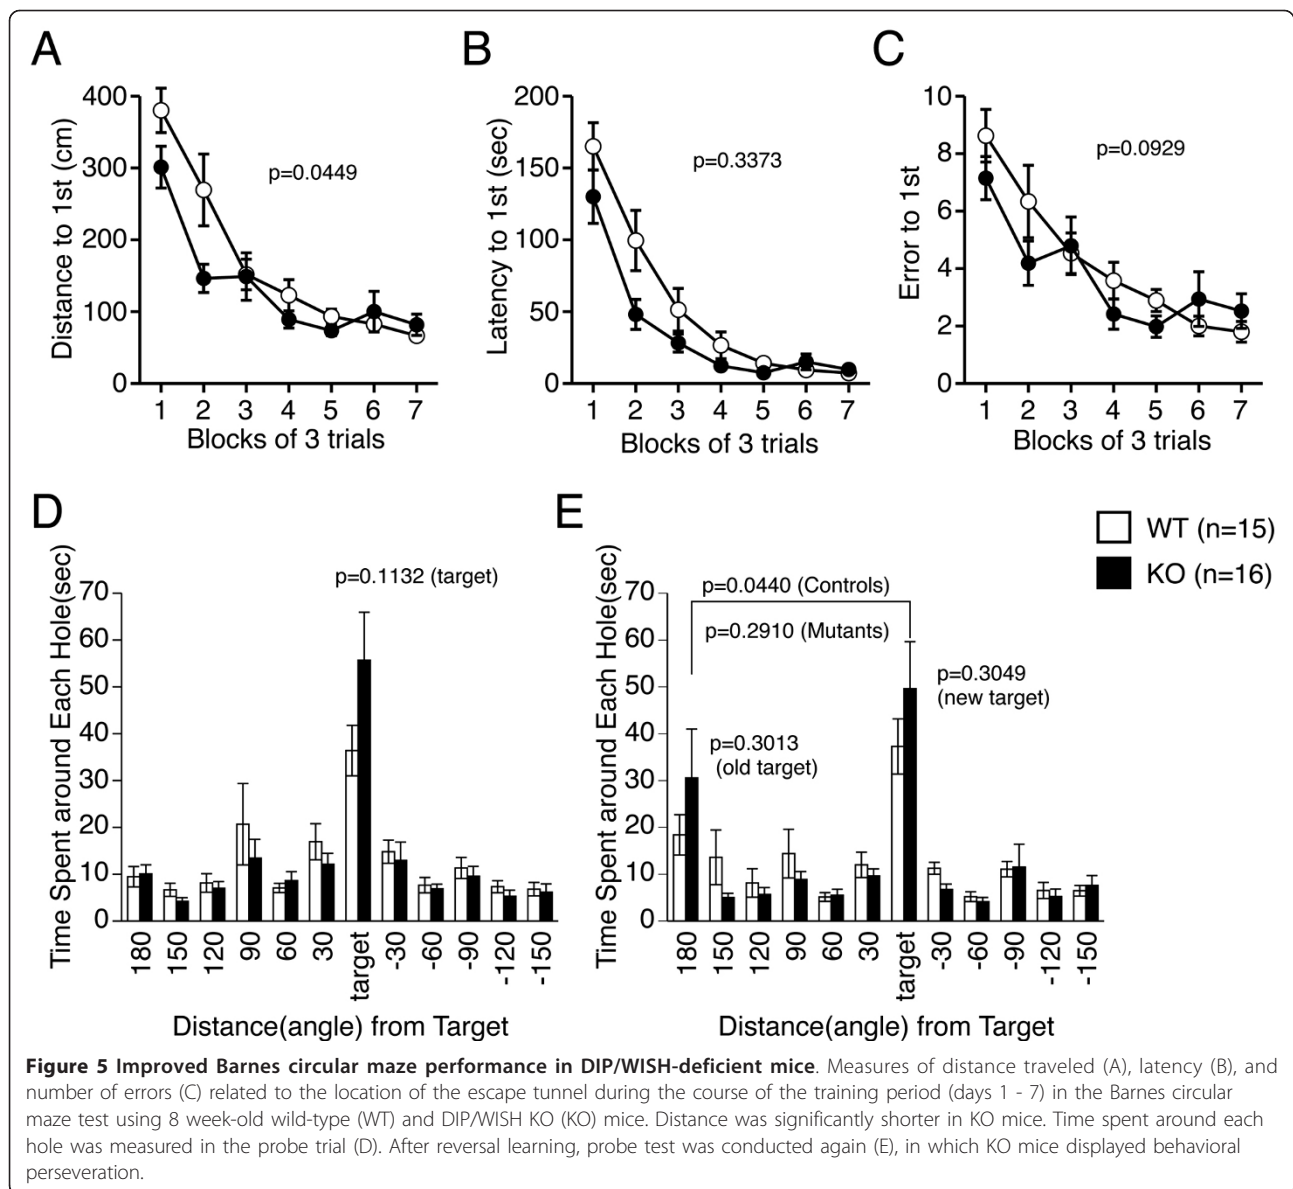 A
400
300
200
100
0
Distance to 1st (cm)
p=0.0449
1 2 3 4 5 6 7
Blocks of 3 trials
B
200
150
100
50
0
Latency to 1st (sec)
p=0.3373
1 2 3 4 5 6 7
Blocks of 3 trials
C
10
8
6
4
2
0
Error to 1st
p=0.0929
1 2 3 4 5 6 7
Blocks of 3 trials
D
Time Spent around Each Hole(sec)
70
60
50
40
30
20
10
0
p=0.1132 (target)
180 150 120 90 60 30 target -30 -60 -90 -120 -150
Distance(angle) from Target
E
Time Spent around Each Hole(sec)
70
60
50
40
30
20
10
0
p=0.0440 (Controls)
p=0.2910 (Mutants)
p=0.3049
(new target)
p=0.3013
(old target)
180 150 120 90 60 30 target -30 -60 -90 -120 -150
Distance(angle) from Target
WT (n=15)
KO (n=16)
Figure 5 Improved Barnes circular maze performance in DIP/WISH-deficient mice. Measures of distance traveled (A), latency (B), and
number of errors (C) related to the location of the escape tunnel during the course of the training period (days 1 - 7) in the Barnes circular
maze test using 8 week-old wild-type (WT) and DIP/WISH KO (KO) mice. Distance was significantly shorter in KO mice. Time spent around each
hole was measured in the probe trial (D). After reversal learning, probe test was conducted again (E), in which KO mice displayed behavioral
perseveration.